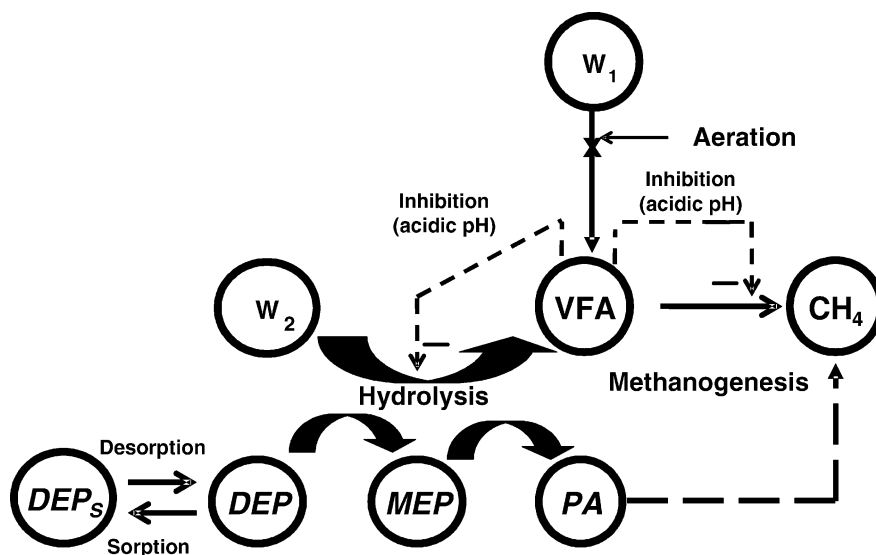 W1
Aeration
Inhibition
(acidic pH)
Inhibition
(acidic pH)
W2
VFA
CH4
Hydrolysis
Methanogenesis
Desorption
DEPS
DEP
MEP
PA
Sorption